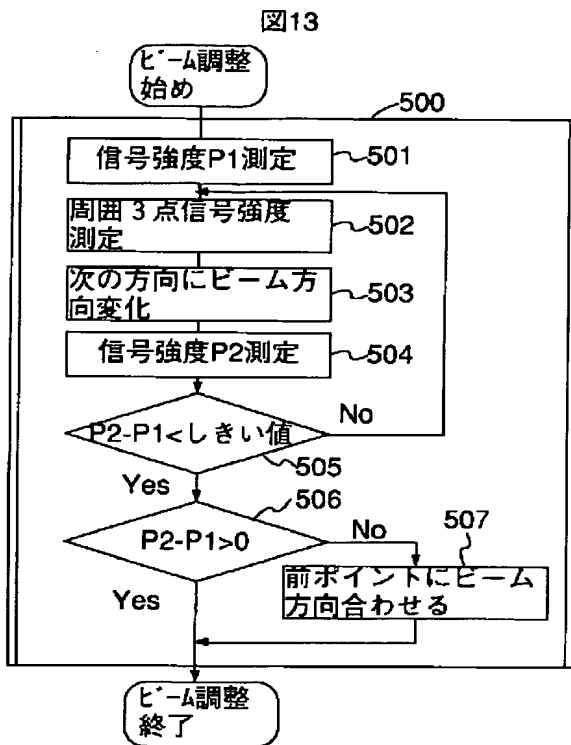 図13
ビーム調整
始め
500
信号強度P1測定
501
周囲3点信号強度
測定
502
次の方向にビーム方
向変化
503
信号強度P2測定
504
P2-P1<しきい値
No
505
Yes
506
P2-P1>0
No
507
前ポイントにビーム
方向合わせる
Yes
ビーム調整
終了